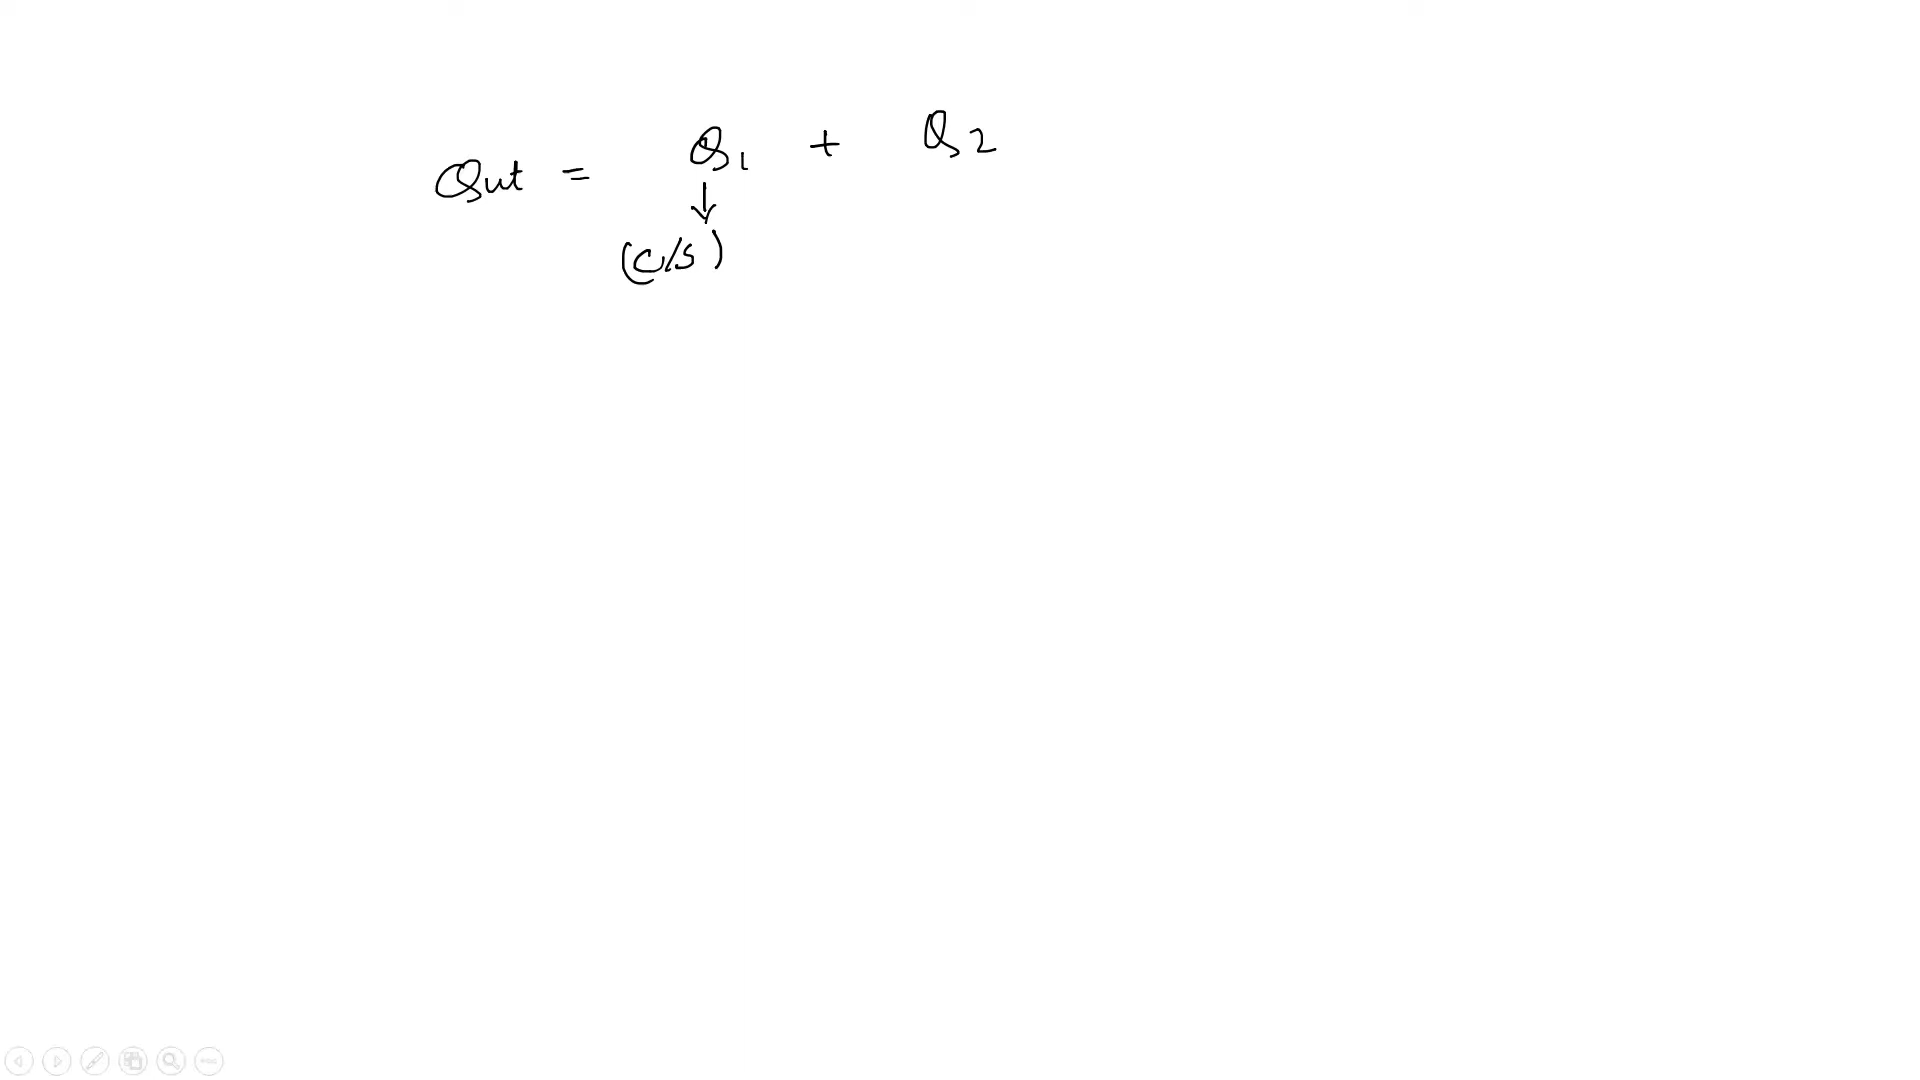 Qut = Q1 + Q2
↓
(c/s)